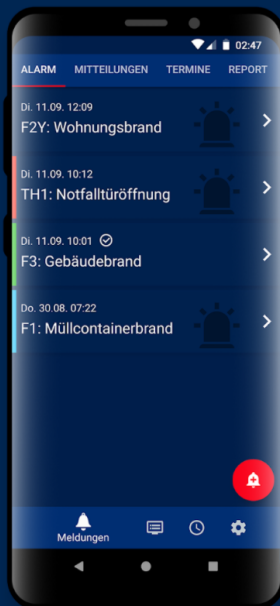 02:47
ALARM MITTEILUNGEN TERMINE REPORT
Di. 11.09. 12:09
F2Y: Wohnungsbrand
Di. 11.09. 10:12
TH1: Notfalltüröffnung
Di. 11.09. 10:01
F3: Gebäudebrand
Do. 30.08. 07:22
F1: Müllcontainerbrand
Meldungen